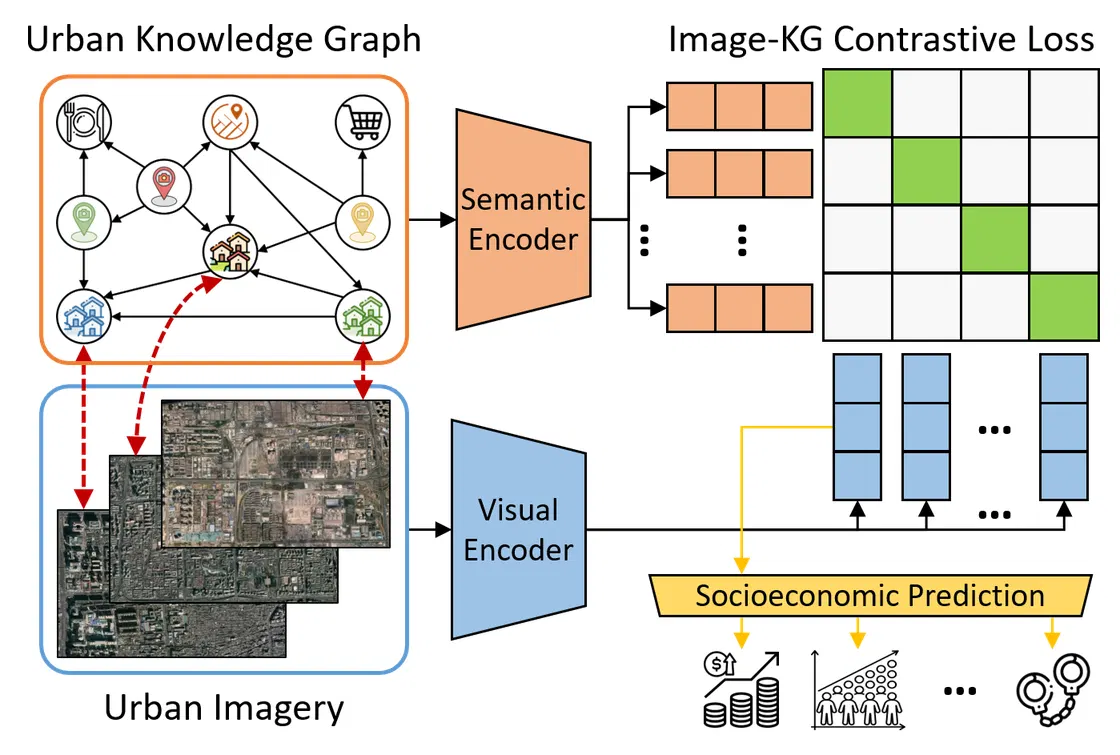 Urban Knowledge Graph
Image-KG Contrastive Loss
Semantic
Encoder
Visual
Encoder
Socioeconomic Prediction
Urban Imagery